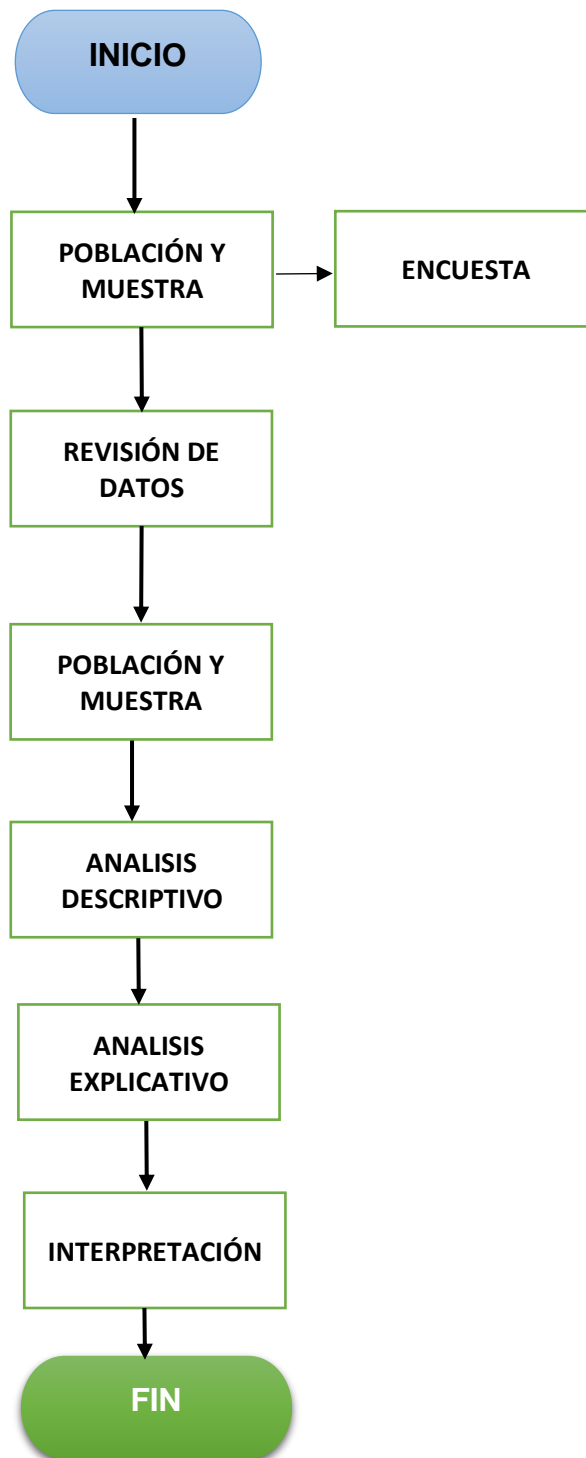 INICIO
POBLACIÓN Y
MUESTRA
ENCUESTA
REVISIÓN DE
DATOS
POBLACIÓN Y
MUESTRA
ANALISIS
DESCRIPTIVO
ANALISIS
EXPLICATIVO
INTERPRETACIÓN
FIN